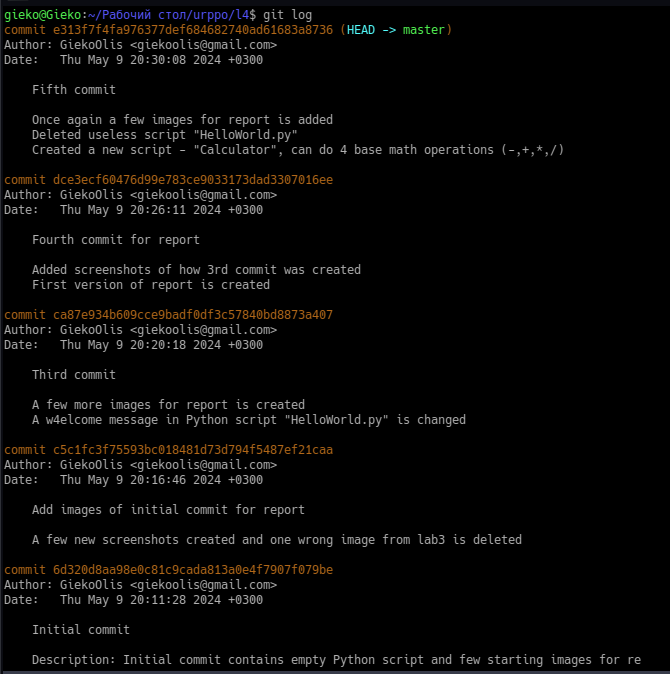 gieko@Gieko:~/Рабочий стол/urppo/l4$ git log
commit e313f7f4fa976377def684682740ad61683a8736 (HEAD -> master)
Author: GiekoOlis <giekoolis@gmail.com>
Date:   Thu May 9 20:30:08 2024 +0300
Fifth commit
Once again a few images for report is added
Deleted useless script "HelloWorld.py"
Created a new script - "Calculator", can do 4 base math operations (-,+,*,/)
commit dce3ecf60476d99e783ce9033173dad3307016ee
Author: GiekoOlis <giekoolis@gmail.com>
Date:   Thu May 9 20:26:11 2024 +0300
Fourth commit for report
Added screenshots of how 3rd commit was created
First version of report is created
commit ca87e934b609cce9badf0df3c57840bd8873a407
Author: GiekoOlis <giekoolis@gmail.com>
Date:   Thu May 9 20:20:18 2024 +0300
Third commit
A few more images for report is created
A w4elcome message in Python script "HelloWorld.py" is changed
commit c5c1fc3f75593bc018481d73d794f5487ef21caa
Author: GiekoOlis <giekoolis@gmail.com>
Date:   Thu May 9 20:16:46 2024 +0300
Add images of initial commit for report
A few new screenshots created and one wrong image from lab3 is deleted
commit 6d320d8aa98e0c81c9cada813a0e4f7907f079be
Author: GiekoOlis <giekoolis@gmail.com>
Date:   Thu May 9 20:11:28 2024 +0300
Initial commit
Description: Initial commit contains empty Python script and few starting images for re